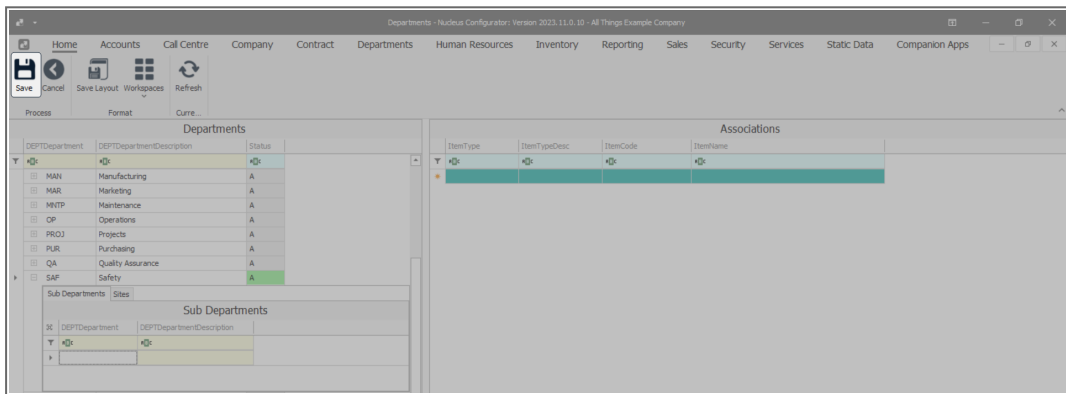 Departments - Nucleus Configurator: Version 2023.11.0.10 - All Things Example Company
Home Accounts Call Centre Company Contract Departments Human Resources Inventory Reporting Sales Security Services Static Data Companion Apps
Save Cancel Save Layout Workspaces Refresh
Process Format Curre...
Departments Associations
DEPTDepartment DEPTDepartmentDescription Status ItemType ItemTypeDesc ItemCode ItemName
MAN Manufacturing A
MAR Marketing A
MNTP Maintenance A
OP Operations A
PROJ Projects A
PUR Purchasing A
QA Quality Assurance A
SAF Safety A
Sub Departments Sites
Sub Departments
DEPTDepartment DEPTDepartmentDescription